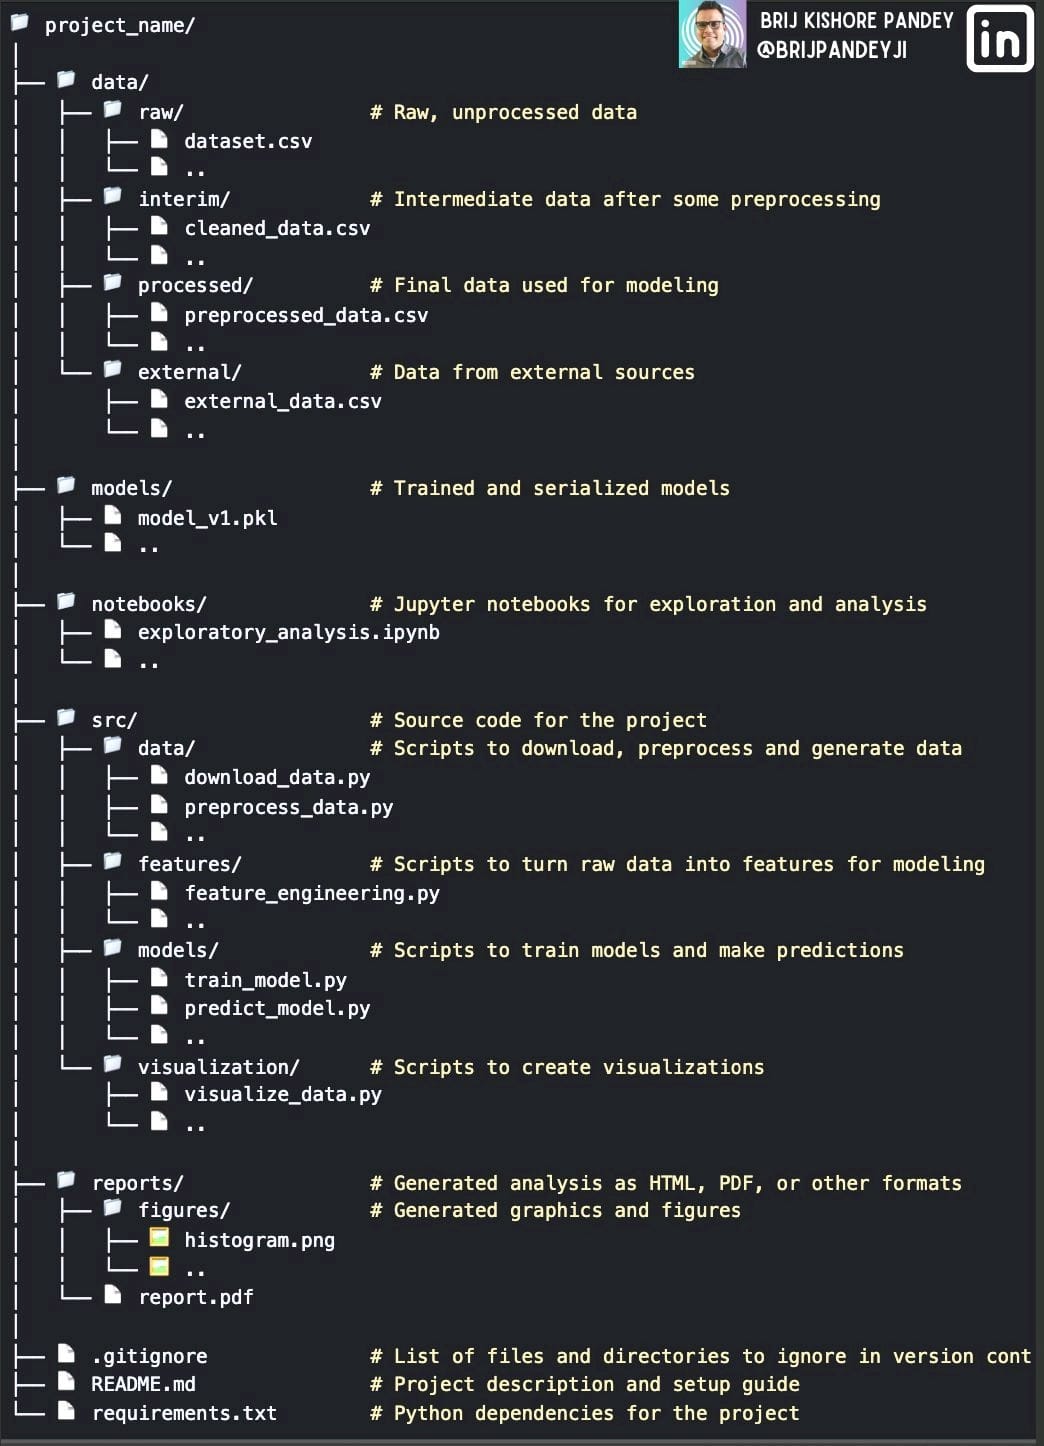 project_name/
BRIJ KISHORE PANDEY
@BRIJPANDEYJI
in
data/
raw/ # Raw, unprocessed data
dataset.csv
..
interim/ # Intermediate data after some preprocessing
cleaned_data.csv
..
processed/ # Final data used for modeling
preprocessed_data.csv
..
external/ # Data from external sources
external_data.csv
..
models/ # Trained and serialized models
model_v1.pkl
..
notebooks/ # Jupyter notebooks for exploration and analysis
exploratory_analysis.ipynb
..
src/ # Source code for the project
data/ # Scripts to download, preprocess and generate data
download_data.py
preprocess_data.py
..
features/ # Scripts to turn raw data into features for modeling
feature_engineering.py
..
models/ # Scripts to train models and make predictions
train_model.py
predict_model.py
..
visualization/ # Scripts to create visualizations
visualize_data.py
..
reports/ # Generated analysis as HTML, PDF, or other formats
figures/ # Generated graphics and figures
histogram.png
..
report.pdf
.gitignore # List of files and directories to ignore in version cont
README.md # Project description and setup guide
requirements.txt # Python dependencies for the project